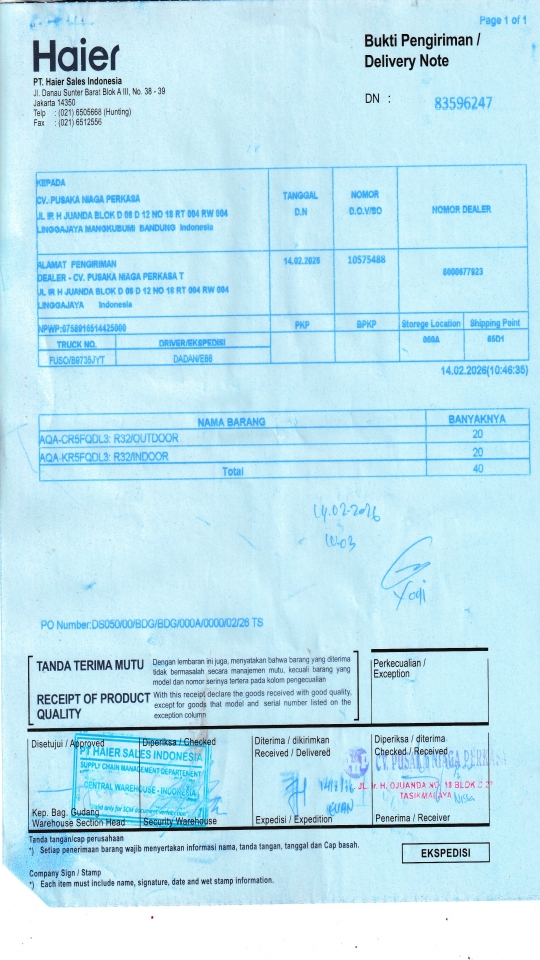 Page 1 of 1
Haier
Bukti Pengiriman /
Delivery Note
PT. Haier Sales Indonesia
Jl. Danau Sunter Barat Blok A III, No. 38 - 39
Jakarta 14350
Telp : (021) 6505668 (Hunting)
Fax : (021) 6512556
DN : 83596247
KEPADA
CV. PUSAKA NIAGA PERKASA
JL IR H JUANDA BLOK D 08 D 12 NO 18 RT 004 RW 004
LINGGAJAYA MANGKUBUMI BANDUNG Indonesia
TANGGAL
D.N
NOMOR
D.O.V/SO
NOMOR DEALER
ALAMAT PENGIRIMAN
DEALER - CV. PUSAKA NIAGA PERKASA T
JL IR H JUANDA BLOK D 08 D 12 NO 18 RT 004 RW 004
LINGGAJAYA Indonesia
14.02.2026
10575488
8000677923
NPWP:0758916514425000
PKP
BPKP
Storege Location
Shipping Point
TRUCK NO.
DRIVER/EKSPEDISI
000A
85D1
FUSO/B9735JYT
DADAN/E68
14.02.2026(10:46:35)
NAMA BARANG BANYAKNYA
AQA-CR5FQDL3: R32/OUTDOOR 20
AQA-KR5FQDL3: R32/INDOOR 20
Total 40
14.02-2026
Yogi
PO Number:DS050/00/BDG/BDG/000A/0000/02/26 TS
TANDA TERIMA MUTU
Dengan lembaran ini juga, menyatakan bahwa barang yang diterima
tidak bermasalah secara manajemen mutu, kecuali barang yang
model dan nomor serinya tertera pada kolom pengecualian
RECEIPT OF PRODUCT
QUALITY
With this receipt declare the goods received with good quality,
except for goods that model and serial number listed on the
exception column
Perkecualian /
Exception
Disetujui / Approved
Diperiksa / Checked
Diterima / dikirimkan
Received / Delivered
Diperiksa / diterima
Checked / Received
PT HAIER SALES INDONESIA
SUPPLY CHAIN MANAGEMENT DEPARTEMENT
CENTRAL WAREHOUSE - INDONESIA
CV. PUSAKA NIAGA PERKASA
TASIKMALAYA
Kep. Bag. Gudang
Warehouse Section Head
Security Warehouse
Expedisi / Expedition
Penerima / Receiver
Tanda tangan/cap perusahaan
*) Setiap penerimaan barang wajib menyertakan informasi nama, tanda tangan, tanggal dan Cap basah.
EKSPEDISI
Company Sign / Stamp
*) Each item must include name, signature, date and wet stamp information.